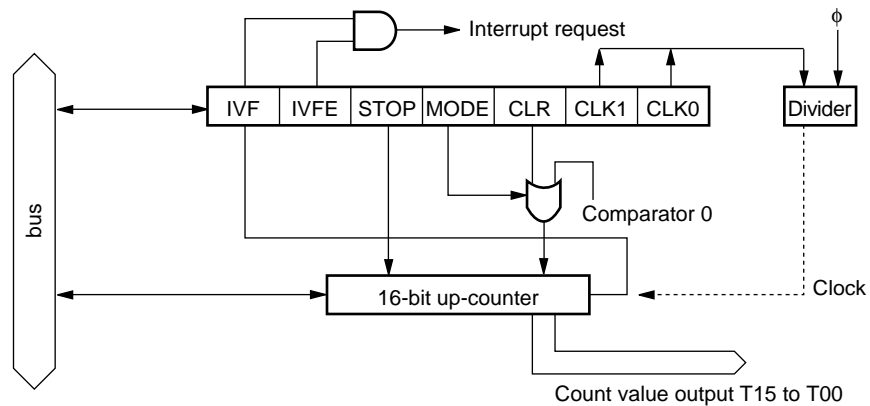 ϕ
Interrupt request
IVF IVFE STOP MODE CLR CLK1 CLK0 Divider
Comparator 0
bus
16-bit up-counter
Clock
Count value output T15 to T00